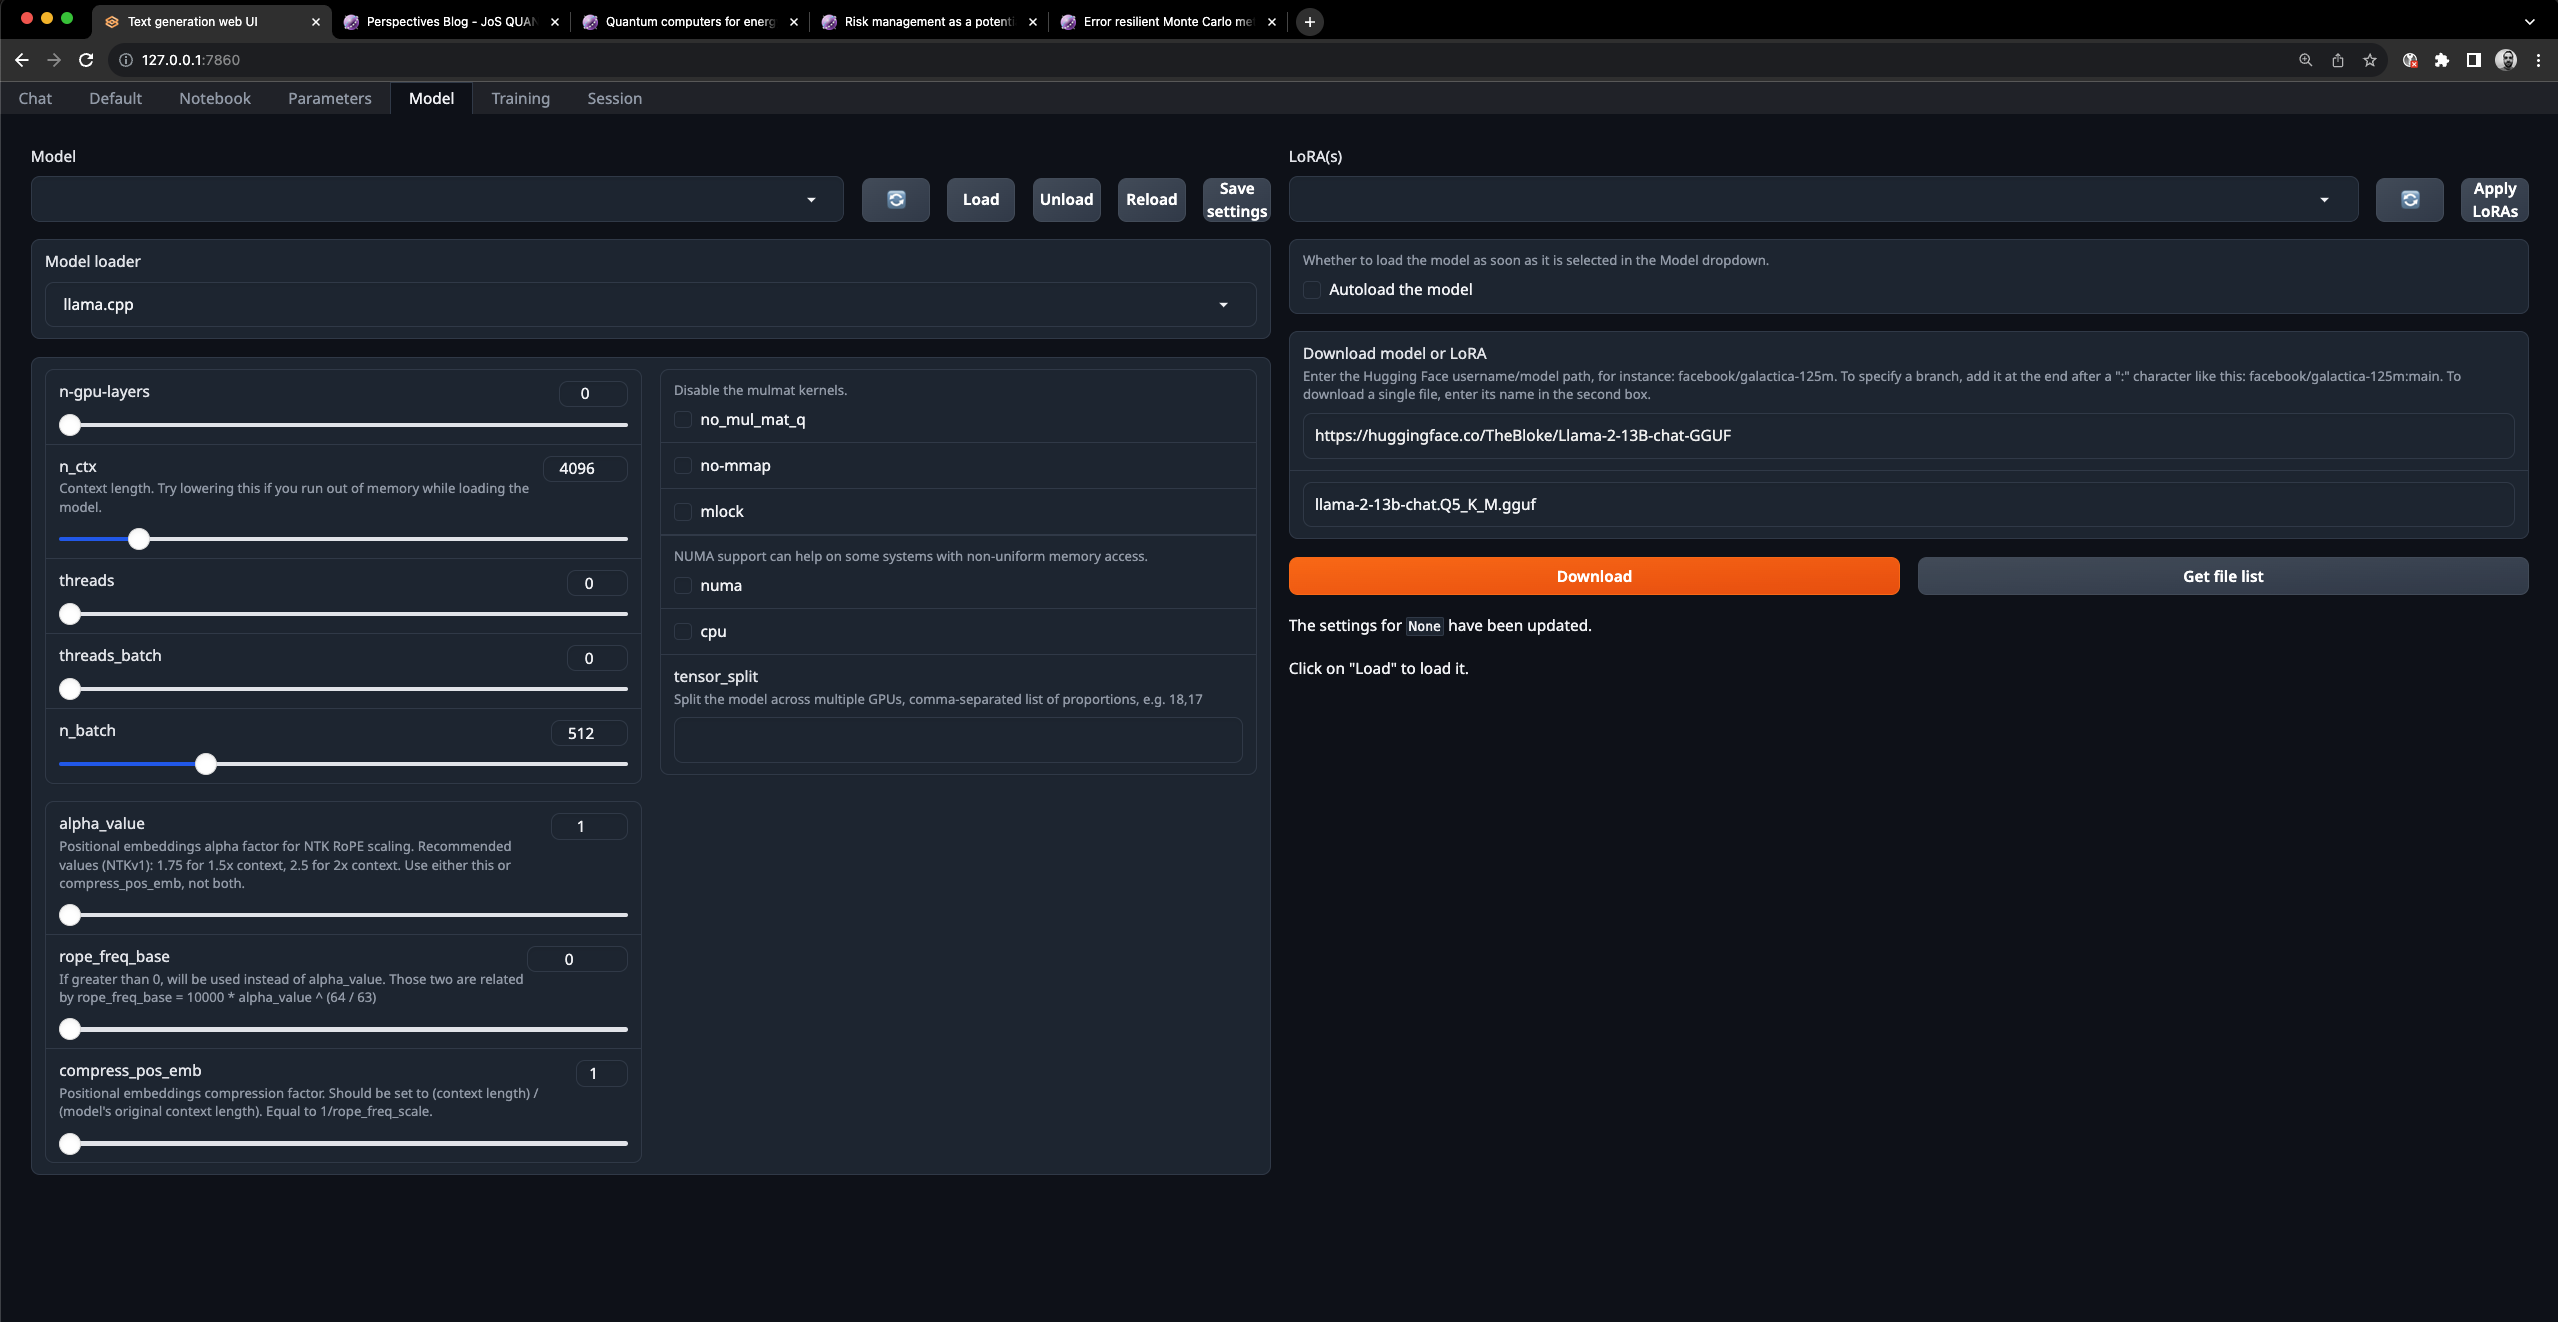 Text generation web UI
Perspectives Blog - JoS QUAN
Quantum computers for energ
Risk management as a potenti
Error resilient Monte Carlo me
127.0.0.1:7860
Chat Default Notebook Parameters Model Training Session
Model
Load
Unload
Reload
Save
settings
Model loader
llama.cpp
n-gpu-layers 0
n_ctx 4096
Context length. Try lowering this if you run out of memory while loading the
model.
threads 0
threads_batch 0
n_batch 512
alpha_value 1
Positional embeddings alpha factor for NTK RoPE scaling. Recommended
values (NTKv1): 1.75 for 1.5x context, 2.5 for 2x context. Use either this or
compress_pos_emb, not both.
rope_freq_base 0
If greater than 0, will be used instead of alpha_value. Those two are related
by rope_freq_base = 10000 * alpha_value ^ (64 / 63)
compress_pos_emb 1
Positional embeddings compression factor. Should be set to (context length) /
(model's original context length). Equal to 1/rope_freq_scale.
Disable the mulmat kernels.
no_mul_mat_q
no-mmap
mlock
NUMA support can help on some systems with non-uniform memory access.
numa
cpu
tensor_split
Split the model across multiple GPUs, comma-separated list of proportions, e.g. 18,17
LoRA(s)
Apply
LoRAs
Whether to load the model as soon as it is selected in the Model dropdown.
Autoload the model
Download model or LoRA
Enter the Hugging Face username/model path, for instance: facebook/galactica-125m. To specify a branch, add it at the end after a ":" character like this: facebook/galactica-125m:main. To
download a single file, enter its name in the second box.
https://huggingface.co/TheBloke/Llama-2-13B-chat-GGUF
llama-2-13b-chat.Q5_K_M.gguf
Download
Get file list
The settings for None have been updated.
Click on "Load" to load it.